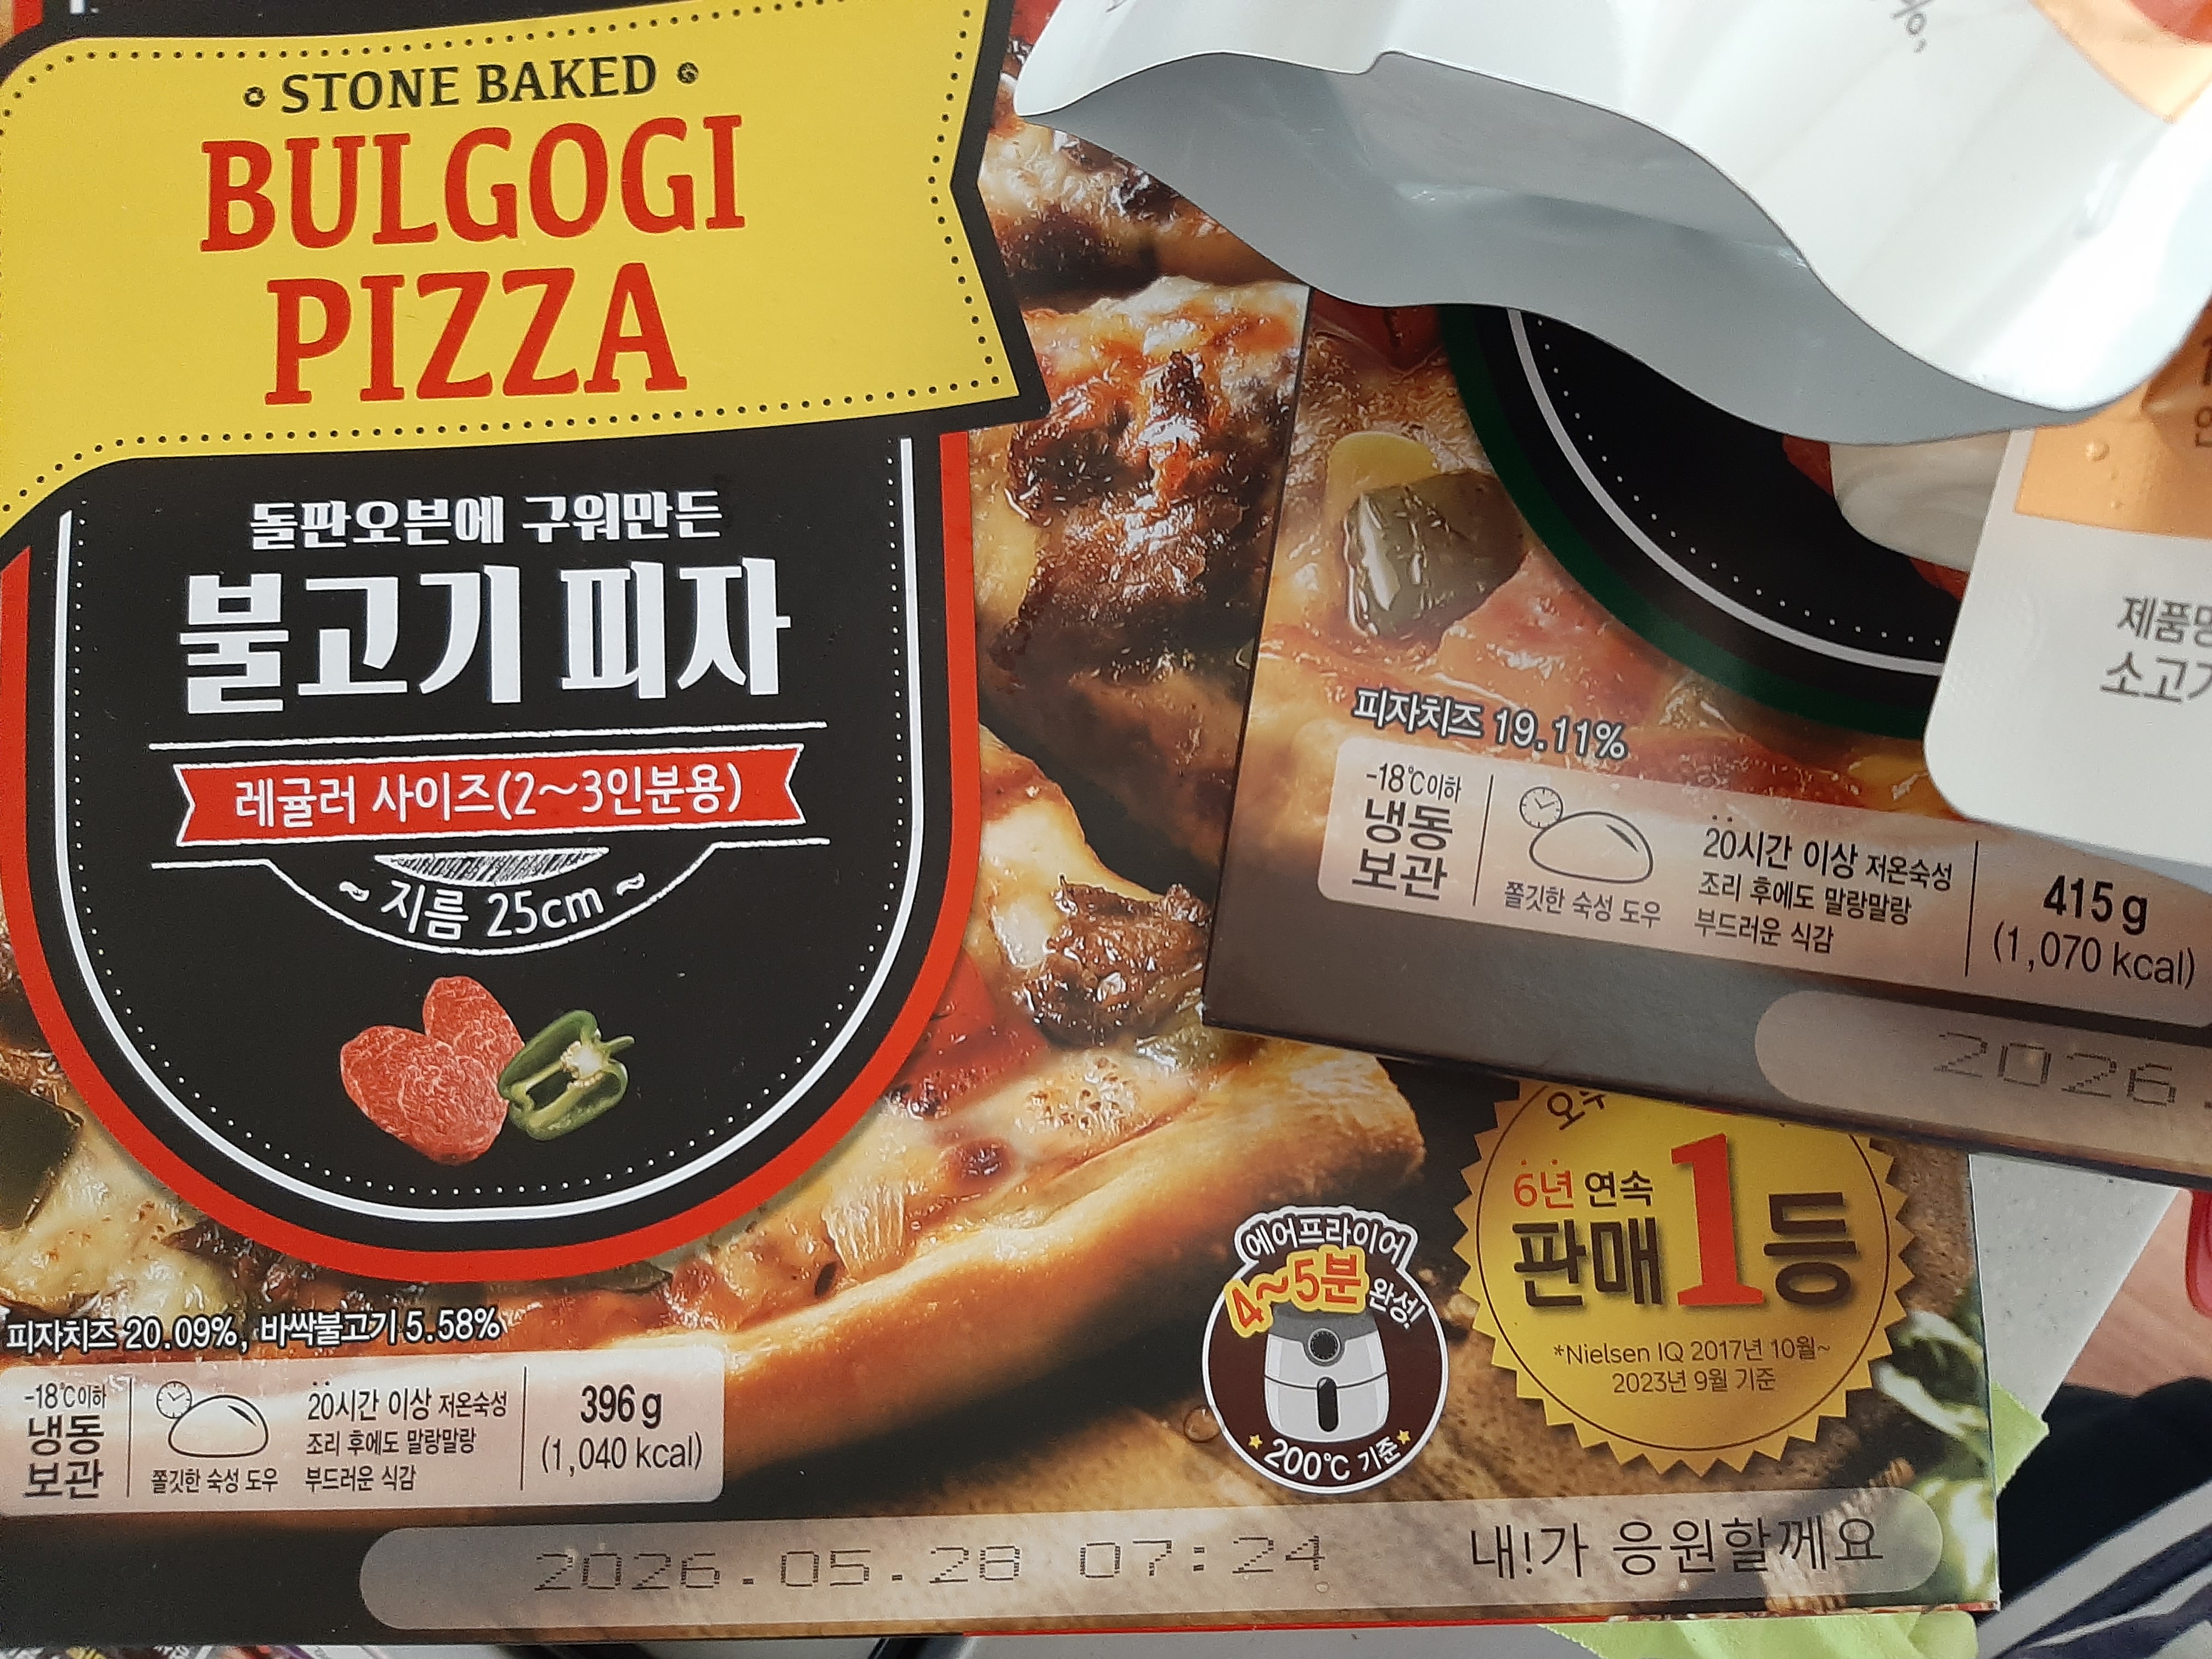 STONE BAKED
BULGOGI
PIZZA
돌판오븐에 구워만든
불고기 피자
레귤러 사이즈(2~3인분용)
~ 지름 25cm ~
피자치즈 20.09%, 바싹불고기 5.58%
-18℃이하
냉동
보관
쫄깃한 숙성 도우
20시간 이상 저온숙성
조리 후에도 말랑말랑
부드러운 식감
396 g
(1,040 kcal)
에어프라이어
4~5분 완성!
200℃ 기준
6년 연속
판매 1등
*Nielsen IQ 2017년 10월~
2023년 9월 기준
2026.05.28 07:24
내!가 응원할께요
피자치즈 19.11%
-18℃이하
냉동
보관
쫄깃한 숙성 도우
20시간 이상 저온숙성
조리 후에도 말랑말랑
부드러운 식감
415 g
(1,070 kcal)
2026.
제품명
소고기